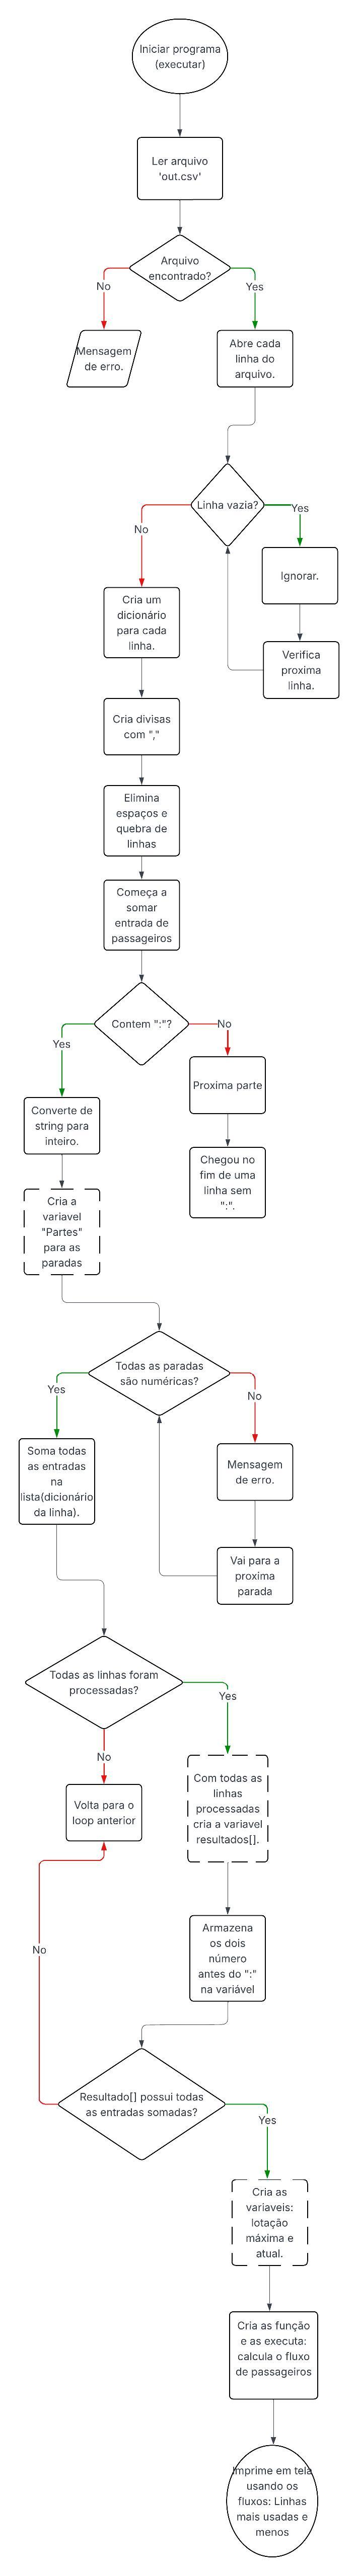 Iniciar programa
(executar)
Ler arquivo
'out.csv'
Arquivo
encontrado?
No
Yes
Mensagem
de erro.
Abre cada
linha do
arquivo.
Linha vazia?
Yes
No
Ignorar.
Cria um
dicionário
para cada
linha.
Verifica
proxima
linha.
Cria divisas
com ","
Elimina
espaços e
quebra de
linhas
Começa a
somar
entrada de
passageiros
Contem ":"?
No
Yes
Proxima parte
Converte de
string para
inteiro.
Chegou no
fim de uma
linha sem
":".
Cria a
variavel
"Partes"
para as
paradas
Todas as paradas
são numéricas?
Yes
No
Soma todas
as entradas
na
lista(dicionário
da linha).
Mensagem
de erro.
Vai para a
proxima
parada
Todas as linhas foram
processadas?
Yes
No
Com todas as
linhas
processadas
cria a variavel
resultados[].
Volta para o
loop anterior
Armazena
os dois
número
antes do ":"
na variável
No
Resultado[] possui todas
as entradas somadas?
Yes
Cria as
variaveis:
lotação
máxima e
atual.
Cria as função
e as executa:
calcula o fluxo
de passageiros
Imprime em tela
usando os
fluxos: Linhas
mais usadas e
menos